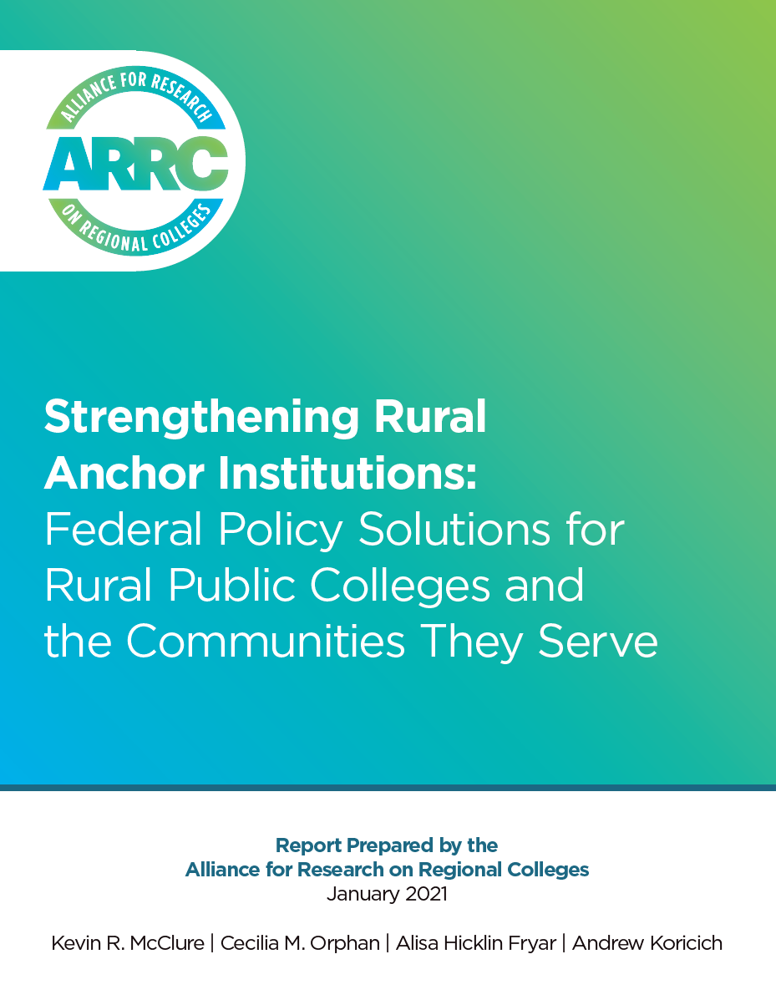 ALLIANCE FOR RESEARCH
ARRC
ON REGIONAL COLLEGES
Strengthening Rural
Anchor Institutions:
Federal Policy Solutions for
Rural Public Colleges and
the Communities They Serve
Report Prepared by the
Alliance for Research on Regional Colleges
January 2021
Kevin R. McClure | Cecilia M. Orphan | Alisa Hicklin Fryar | Andrew Koricich